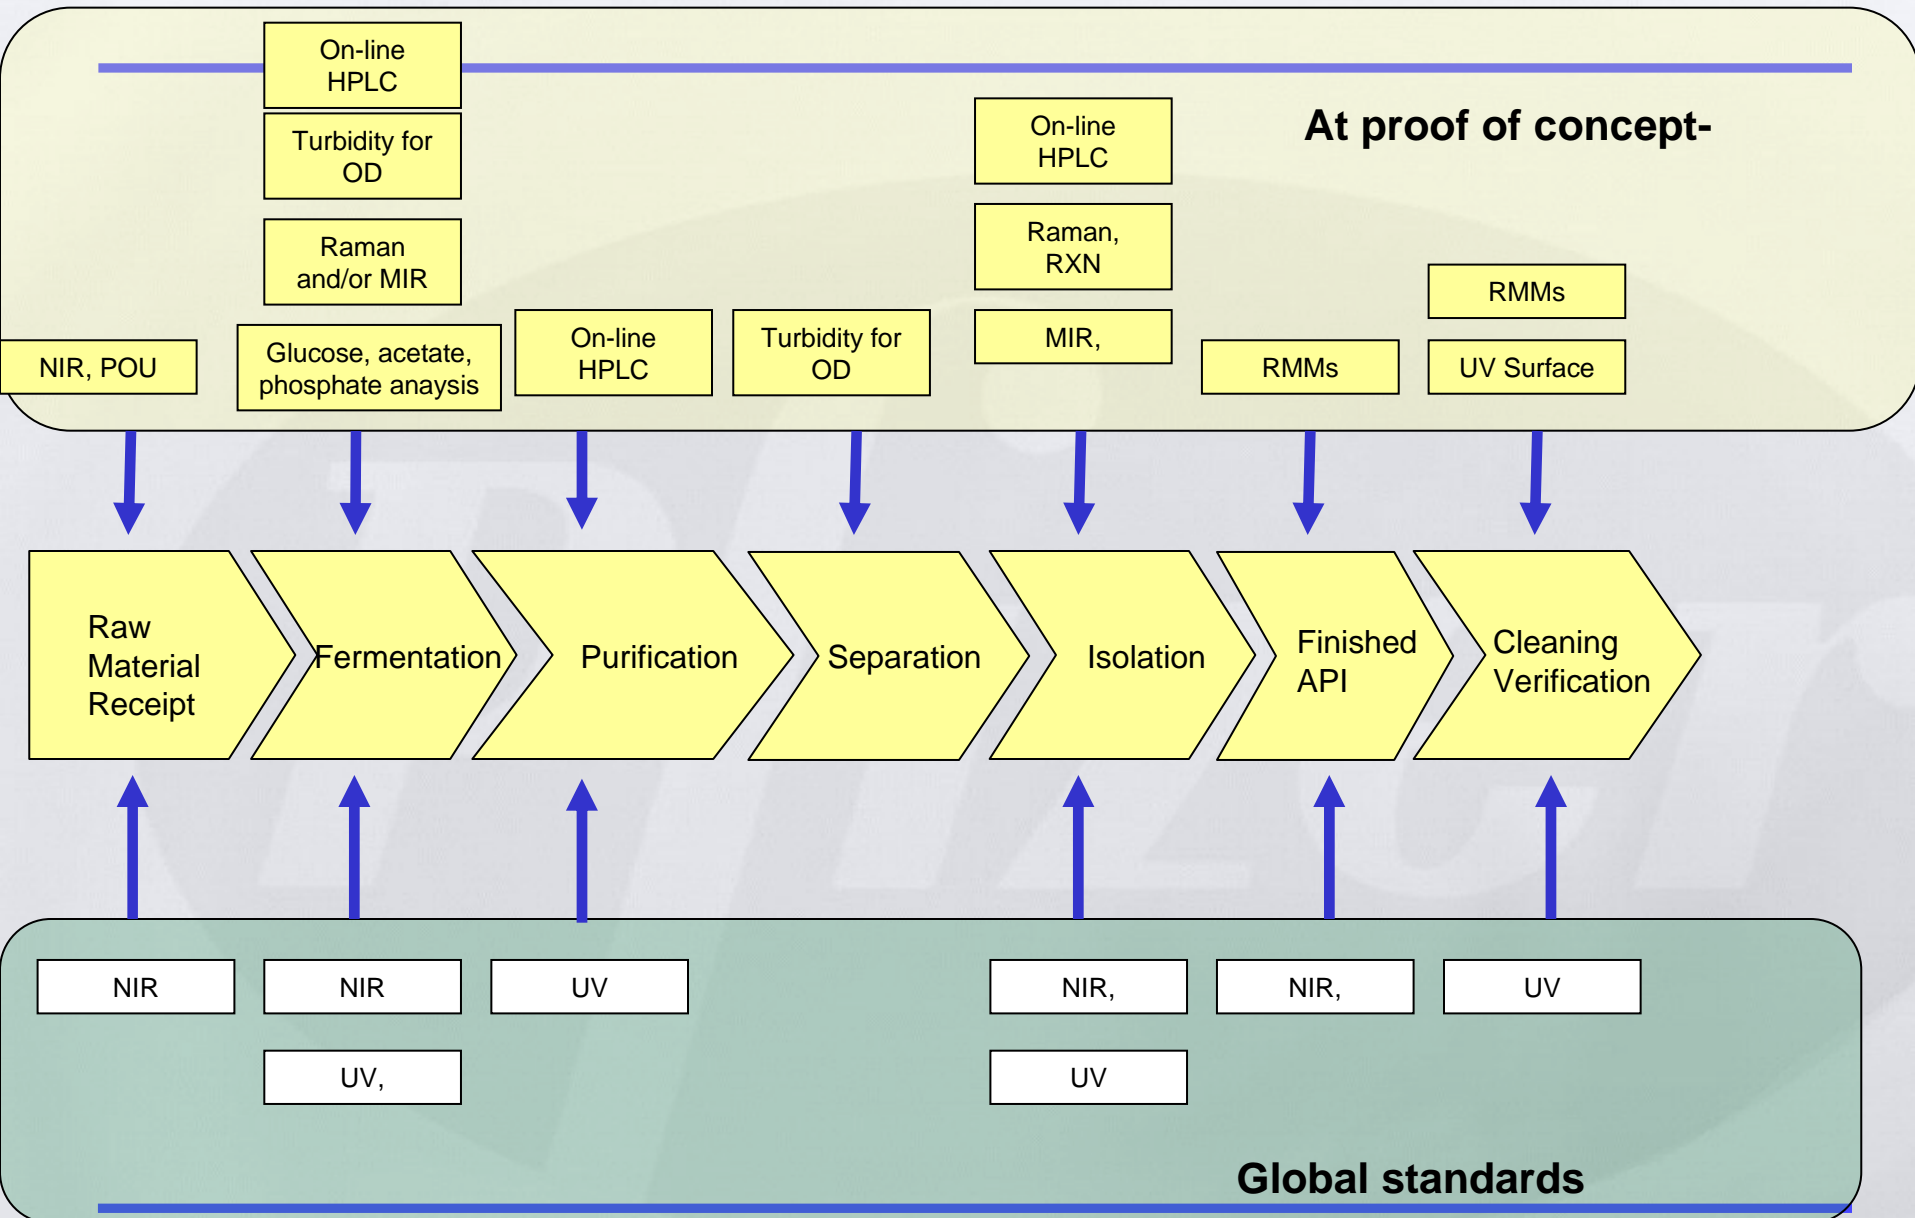 On-line
HPLC
At proof of concept-
Turbidity for
OD
On-line
HPLC
Raman
and/or MIR
Raman,
RXN
RMMs
NIR, POU
Glucose, acetate,
phosphate anaysis
On-line
HPLC
Turbidity for
OD
MIR,
RMMs
UV Surface
Raw
Material
Receipt
Fermentation
Purification
Separation
Isolation
Finished
API
Cleaning
Verification
Pfizer
NIR
NIR
UV
NIR,
NIR,
UV
UV,
UV
Global standards